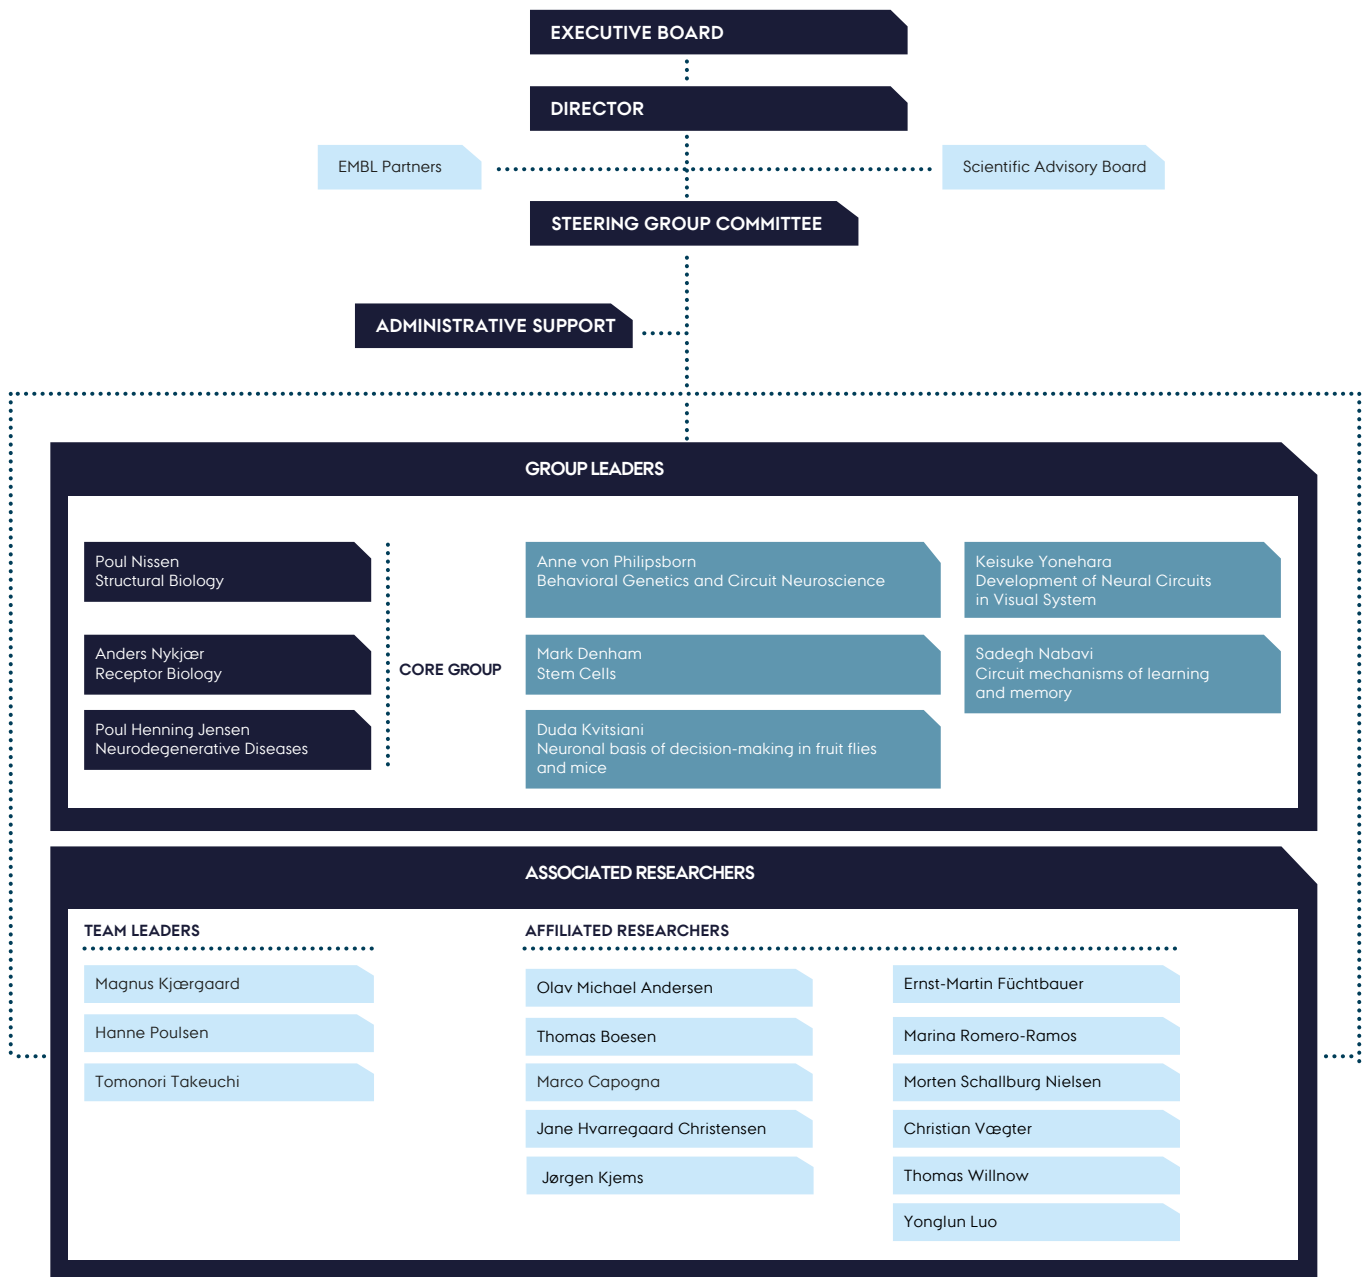 EXECUTIVE BOARD
DIRECTOR
EMBL Partners
Scientific Advisory Board
STEERING GROUP COMMITTEE
ADMINISTRATIVE SUPPORT
GROUP LEADERS
Poul Nissen
Structural Biology
Anders Nykjær
Receptor Biology
Poul Henning Jensen
Neurodegenerative Diseases
CORE GROUP
Anne von Philipsborn
Behavioral Genetics and Circuit Neuroscience
Mark Denham
Stem Cells
Duda Kvitsiani
Neuronal basis of decision-making in fruit flies
and mice
Keisuke Yonehara
Development of Neural Circuits
in Visual System
Sadegh Nabavi
Circuit mechanisms of learning
and memory
ASSOCIATED RESEARCHERS
TEAM LEADERS
Magnus Kjærgaard
Hanne Poulsen
Tomonori Takeuchi
AFFILIATED RESEARCHERS
Olav Michael Andersen
Thomas Boesen
Marco Capogna
Jane Hvarregaard Christensen
Jørgen Kjems
Ernst-Martin Füchtbauer
Marina Romero-Ramos
Morten Schallburg Nielsen
Christian Vægter
Thomas Willnow
Yonglun Luo